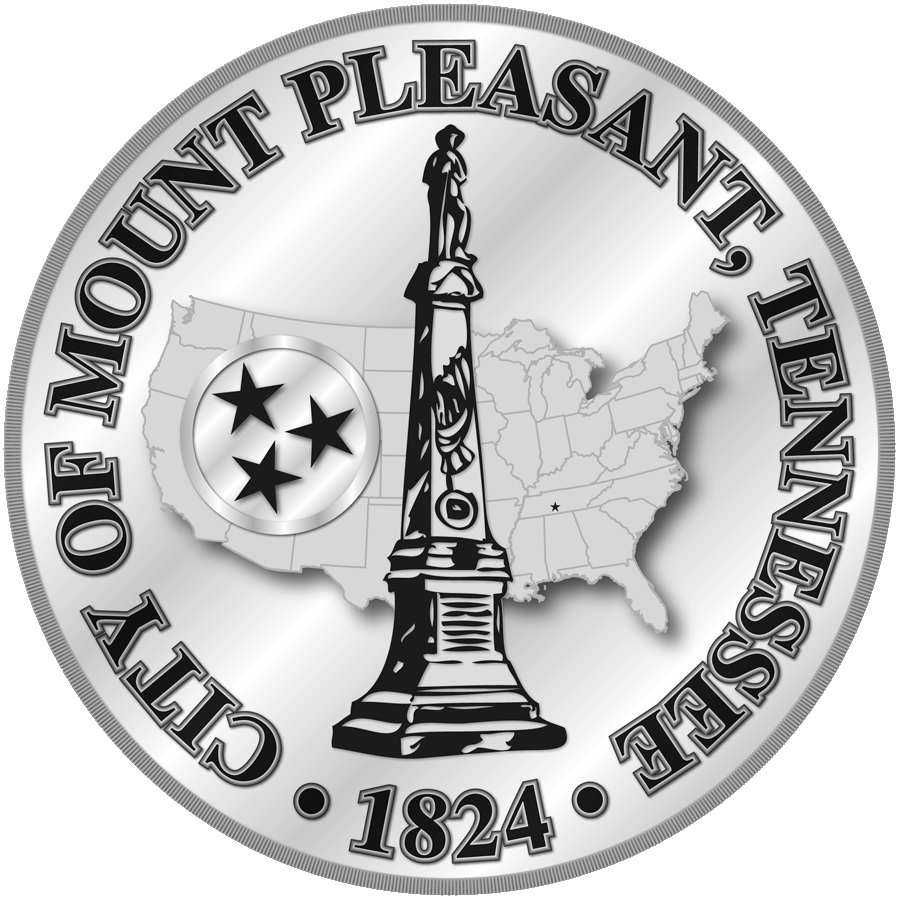 CITY OF MOUNT PLEASANT, TENNESSEE
• 1824 •